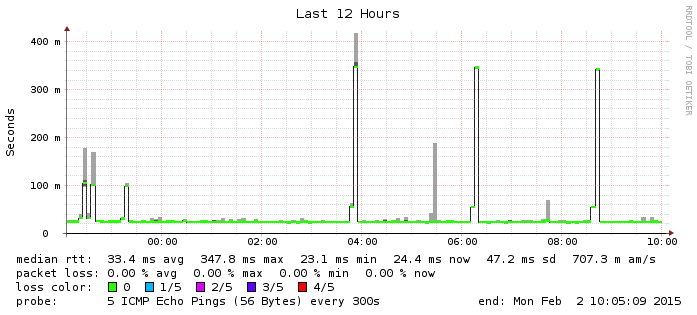 Last 12 Hours
RRDTOOL / TOBI OETIKER
Seconds
400 m
300 m
200 m
100 m
0
00:00 02:00 04:00 06:00 08:00 10:00
median rtt: 33.4 ms avg 347.8 ms max 23.1 ms min 24.4 ms now 47.2 ms sd 707.3 m am/s
packet loss: 0.00 % avg 0.00 % max 0.00 % min 0.00 % now
loss color: 0 1/5 2/5 3/5 4/5
probe: 5 ICMP Echo Pings (56 Bytes) every 300s end: Mon Feb 2 10:05:09 2015